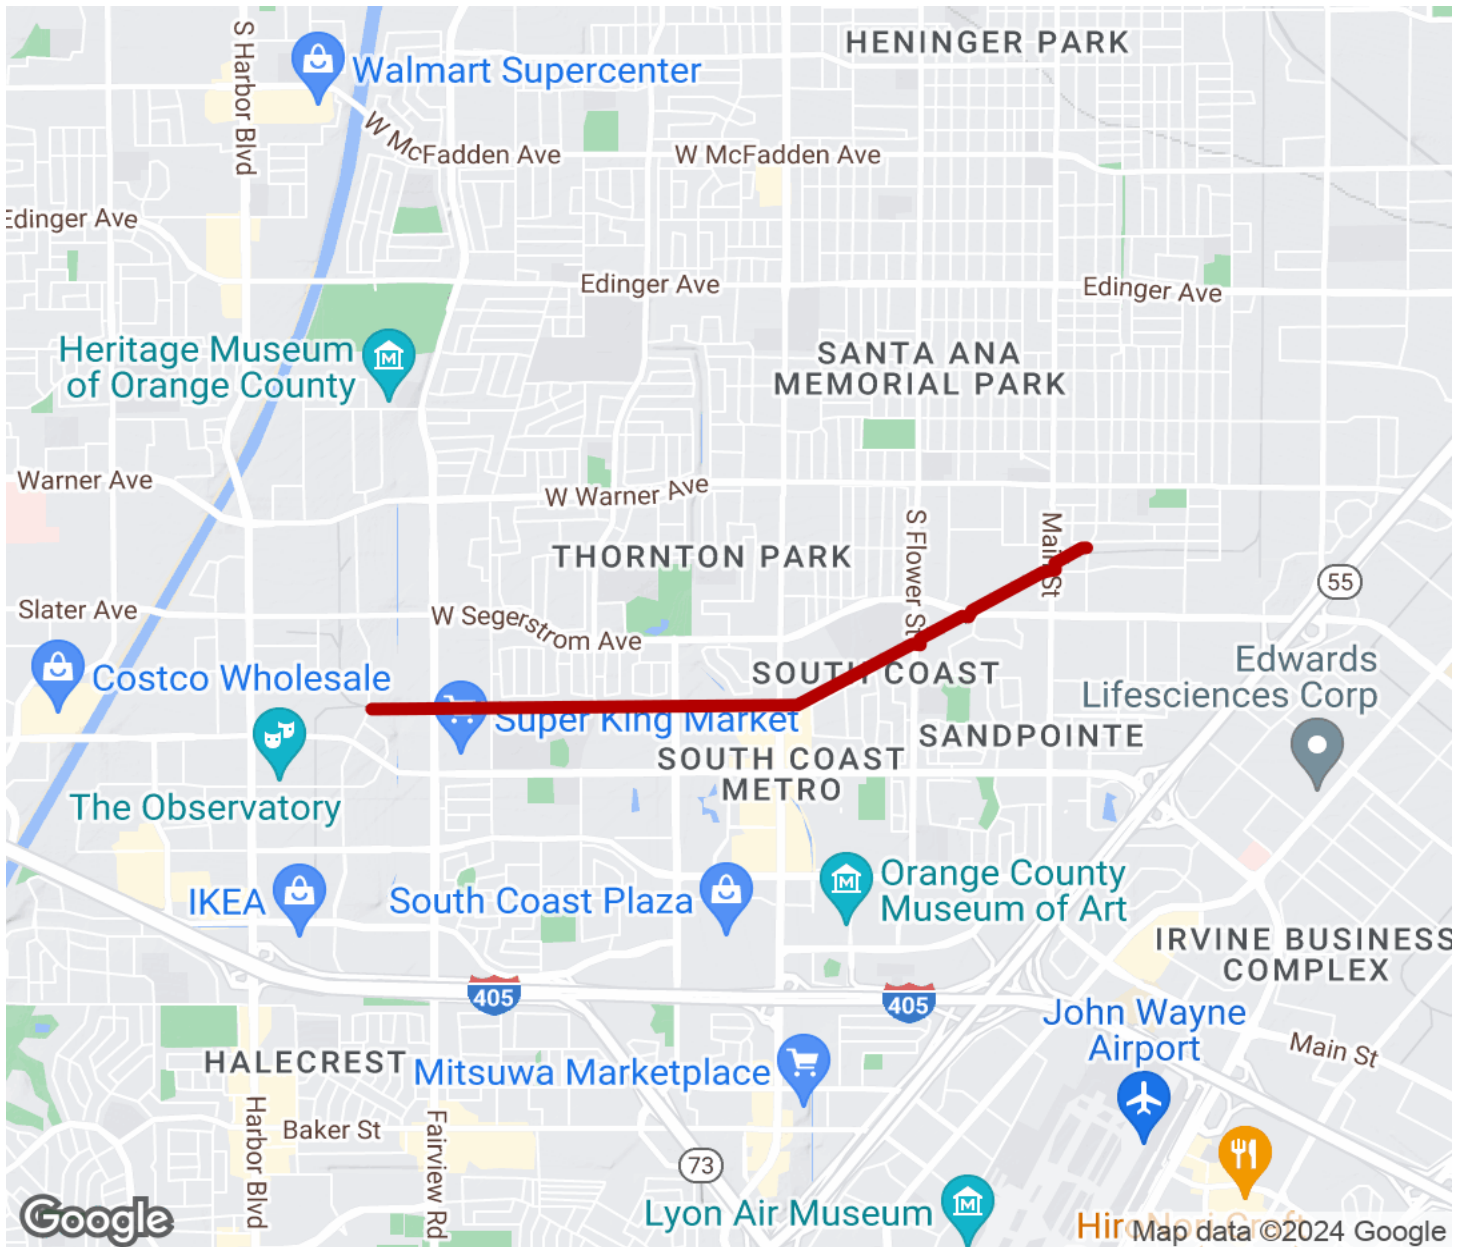 HENINGER PARK
S Harbor Blvd
Walmart Supercenter
W McFadden Ave
W McFadden Ave
Edinger Ave
Edinger Ave
Edinger Ave
Heritage Museum
of Orange County
SANTA ANA
MEMORIAL PARK
Warner Ave
W Warner Ave
S Flower St
Main St
THORNTON PARK
55
Slater Ave
W Segerstrom Ave
Costco Wholesale
SOUTH COAST
Edwards
Lifesciences Corp
Super King Market
SANDPOINTE
SOUTH COAST
METRO
The Observatory
IKEA
South Coast Plaza
Orange County
Museum of Art
IRVINE BUSINESS
COMPLEX
405
405
John Wayne
Airport
Main St
HALECREST
Mitsuwa Marketplace
Harbor Blvd
Baker St
Fairview Rd
73
Lyon Air Museum
Google
Map data ©2024 Google